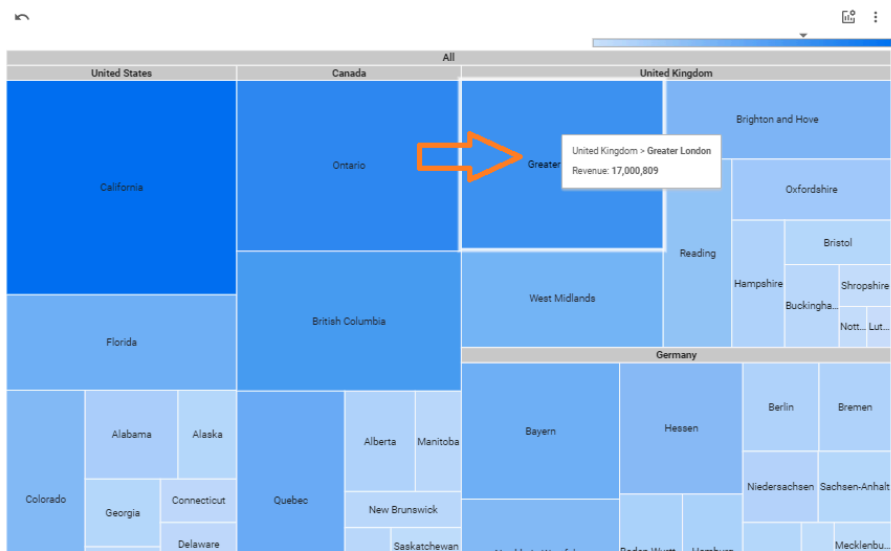 All
United States
Canada
United Kingdom
California
Ontario
Greater
United Kingdom > Greater London
Revenue: 17,000,809
Brighton and Hove
Oxfordshire
Reading
Bristol
Hampshire
Buckingha...
Shropshire
Nott...
Lut...
West Midlands
British Columbia
Florida
Germany
Alabama
Alaska
Colorado
Georgia
Connecticut
Delaware
Quebec
Alberta
Manitoba
New Brunswick
Saskatchewan
Bayern
Hessen
Berlin
Bremen
Niedersachsen
Sachsen-Anhalt
Mecklenbu...